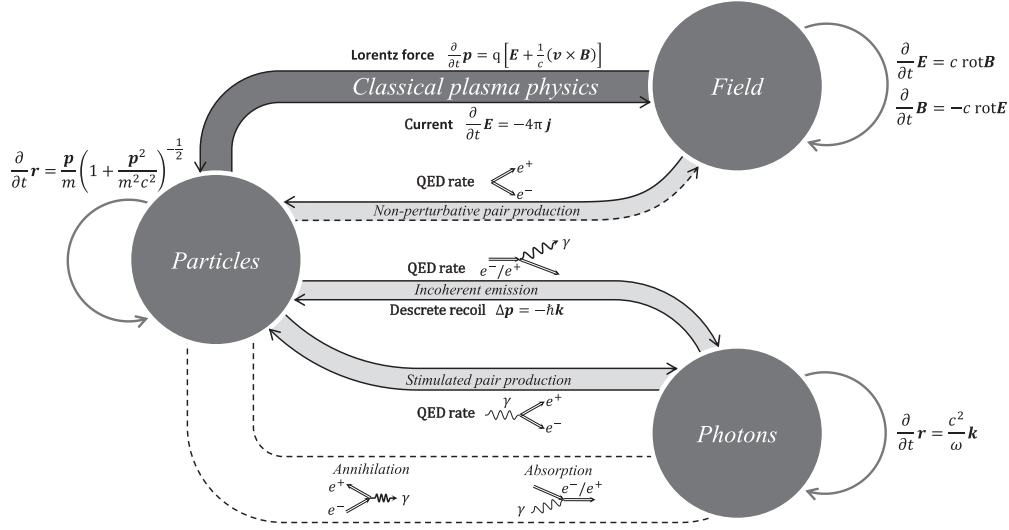 Lorentz force ∂/∂t p = q[E + 1/c (v × B)]
Classical plasma physics
Current ∂/∂t E = −4π j
Field
∂/∂t E = c rotB
∂/∂t B = −c rotE
∂/∂t r = p/m (1 + p²/m²c²)^(−1/2)
QED rate e⁺ e⁻
Non-perturbative pair production
Particles
QED rate e⁻/e⁺ γ
Incoherent emission
Descrete recoil Δp = −ħk
Stimulated pair production
QED rate γ e⁺ e⁻
Photons
∂/∂t r = c²/ω k
Annihilation
e⁺ e⁻ γ
Absorption
γ e⁻/e⁺